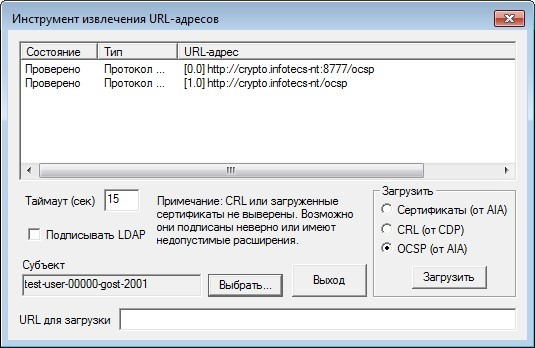 Инструмент извлечения URL-адресов
Состояние Тип URL-адрес
Проверено Протокол ... [0.0] http://crypto.infotecs-nt:8777/ocsp
Проверено Протокол ... [1.0] http://crypto.infotecs-nt/ocsp
Таймаут (сек) 15
Подписывать LDAP
Примечание: CRL или загруженные
сертификаты не выверены. Возможно
они подписаны неверно или имеют
недопустимые расширения.
Загрузить
Сертификаты (от AIA)
CRL (от CDP)
OCSP (от AIA)
Загрузить
Субъект
test-user-00000-gost-2001
Выбрать...
Выход
URL для загрузки